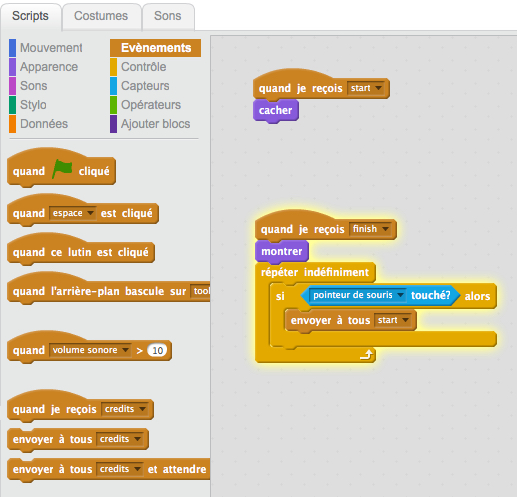 Scripts Costumes Sons
Mouvement Evènements
Apparence Contrôle
Sons Capteurs
Stylo Opérateurs
Données Ajouter blocs
quand cliqué
quand espace est cliqué
quand ce lutin est cliqué
quand l'arrière-plan bascule sur
quand volume sonore > 10
quand je reçois credits
envoyer à tous credits
envoyer à tous credits et attendre
quand je reçois start
cacher
quand je reçois finish
montrer
répéter indéfiniment
si pointeur de souris touché? alors
envoyer à tous start